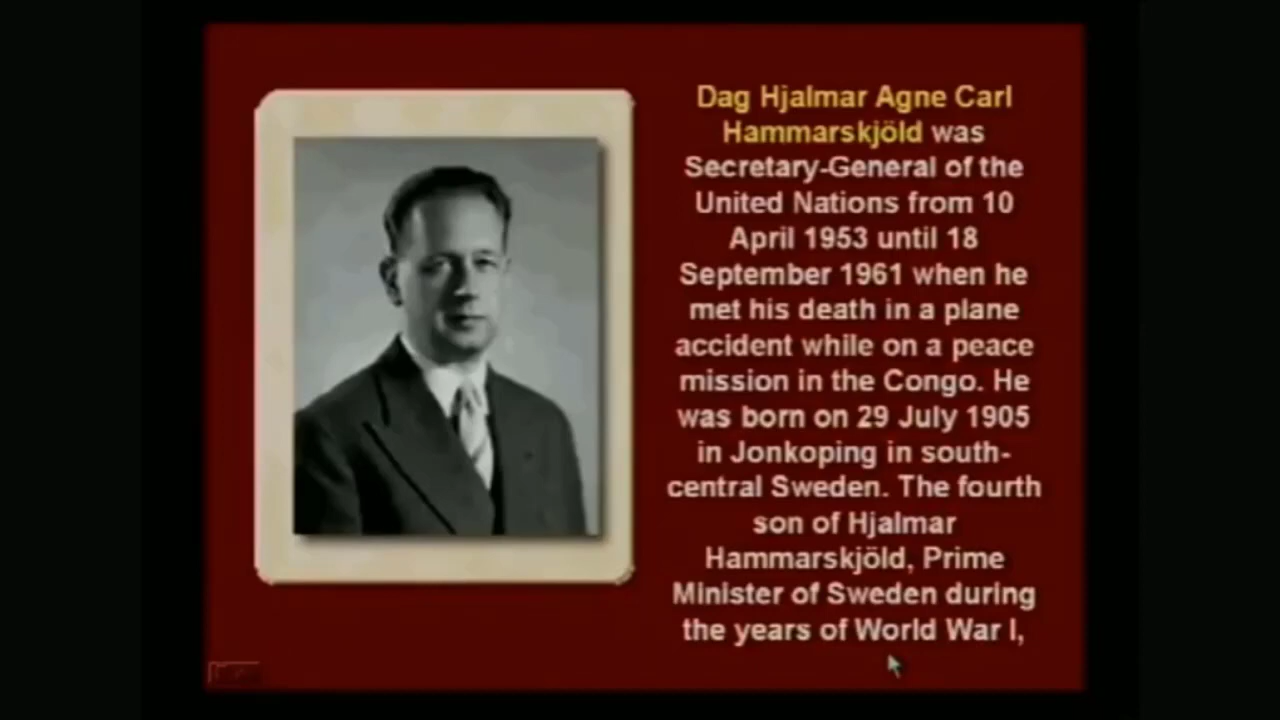 Dag Hjalmar Agne Carl
Hammarskjöld was
Secretary-General of the
United Nations from 10
April 1953 until 18
September 1961 when he
met his death in a plane
accident while on a peace
mission in the Congo. He
was born on 29 July 1905
in Jonkoping in south-
central Sweden. The fourth
son of Hjalmar
Hammarskjöld, Prime
Minister of Sweden during
the years of World War I,